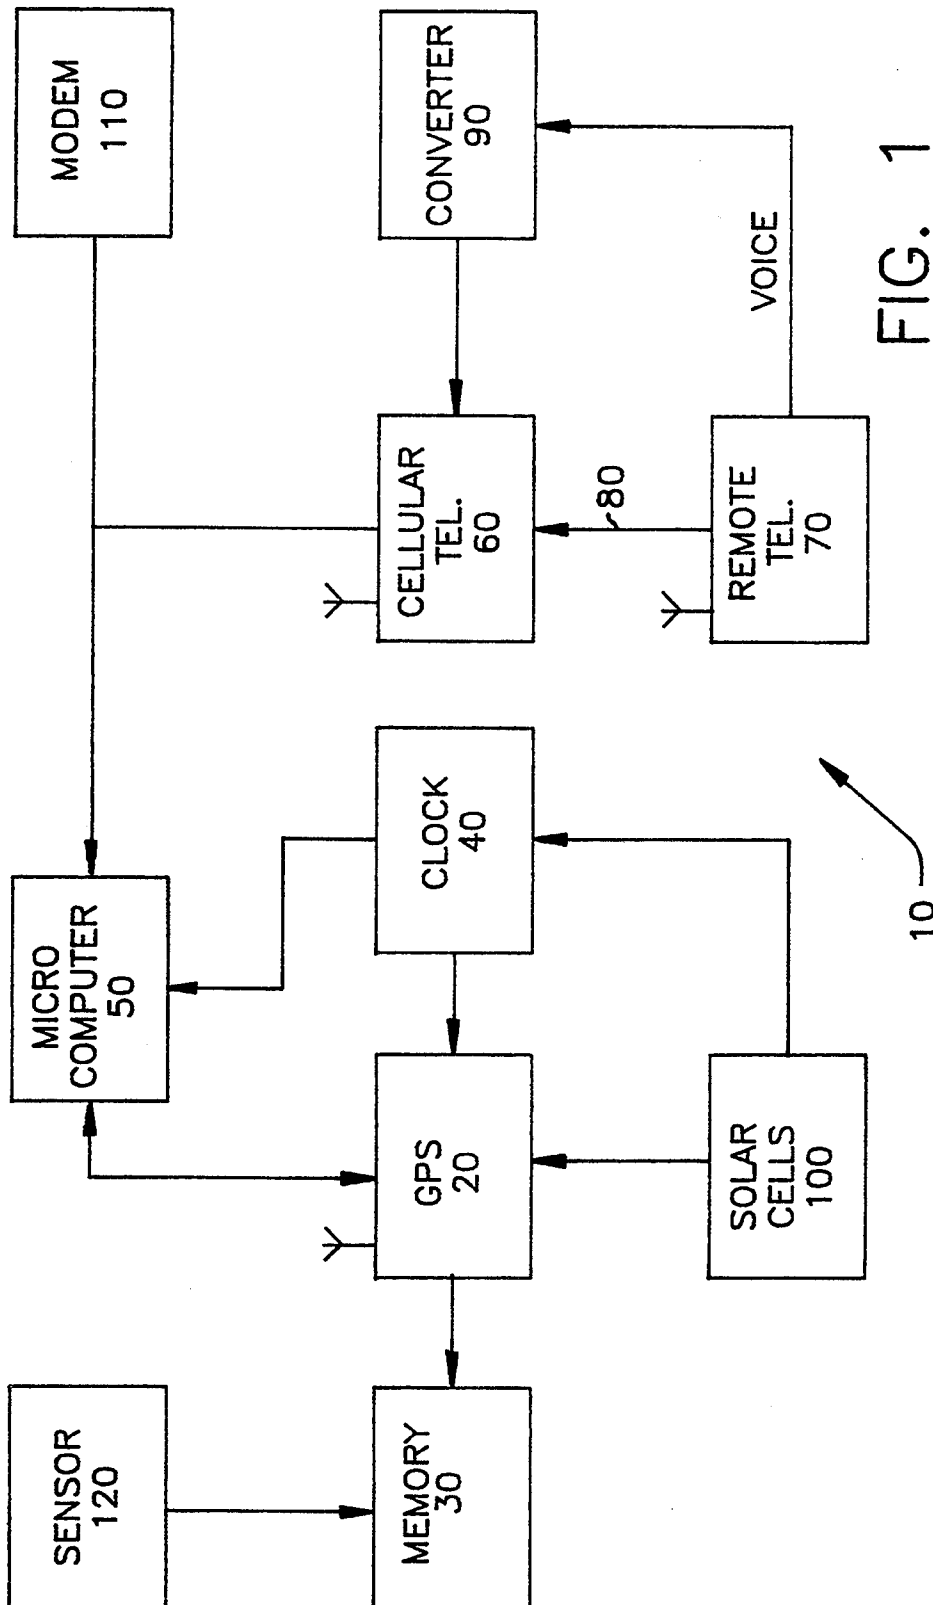 SENSOR
120
MICRO
COMPUTER
50
MODEM
110
MEMORY
30
GPS
20
CLOCK
40
CELLULAR
TEL.
60
CONVERTER
90
80
VOICE
SOLAR
CELLS
100
REMOTE
TEL.
70
10
FIG. 1